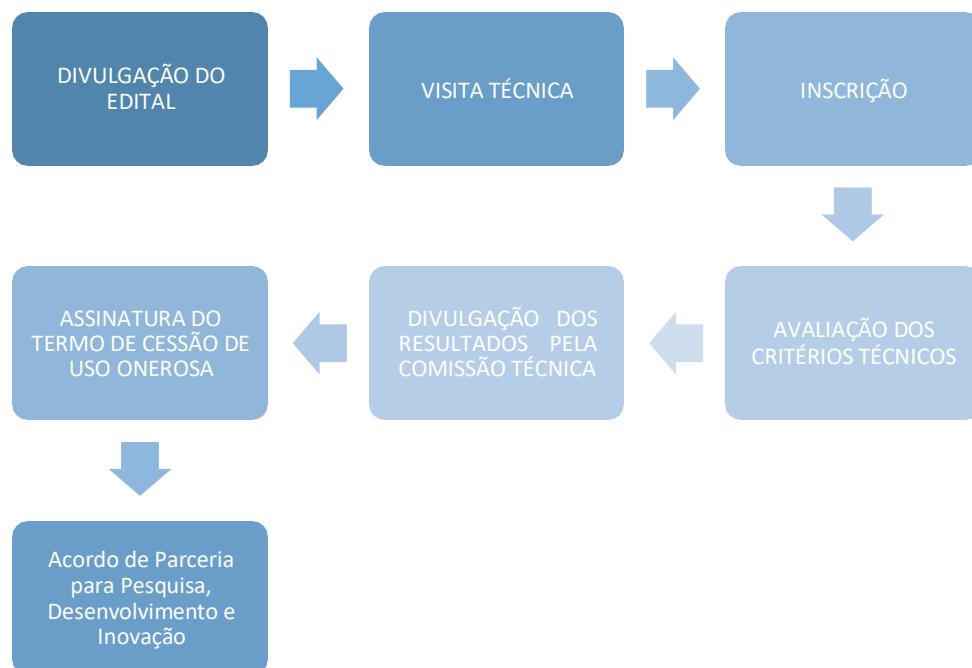 DIVULGAÇÃO DO
EDITAL
VISITA TÉCNICA
INSCRIÇÃO
AVALIAÇÃO DOS
CRITÉRIOS TÉCNICOS
DIVULGAÇÃO DOS
RESULTADOS PELA
COMISSÃO TÉCNICA
ASSINATURA DO
TERMO DE CESSÃO DE
USO ONEROSA
Acordo de Parceria
para Pesquisa,
Desenvolvimento e
Inovação